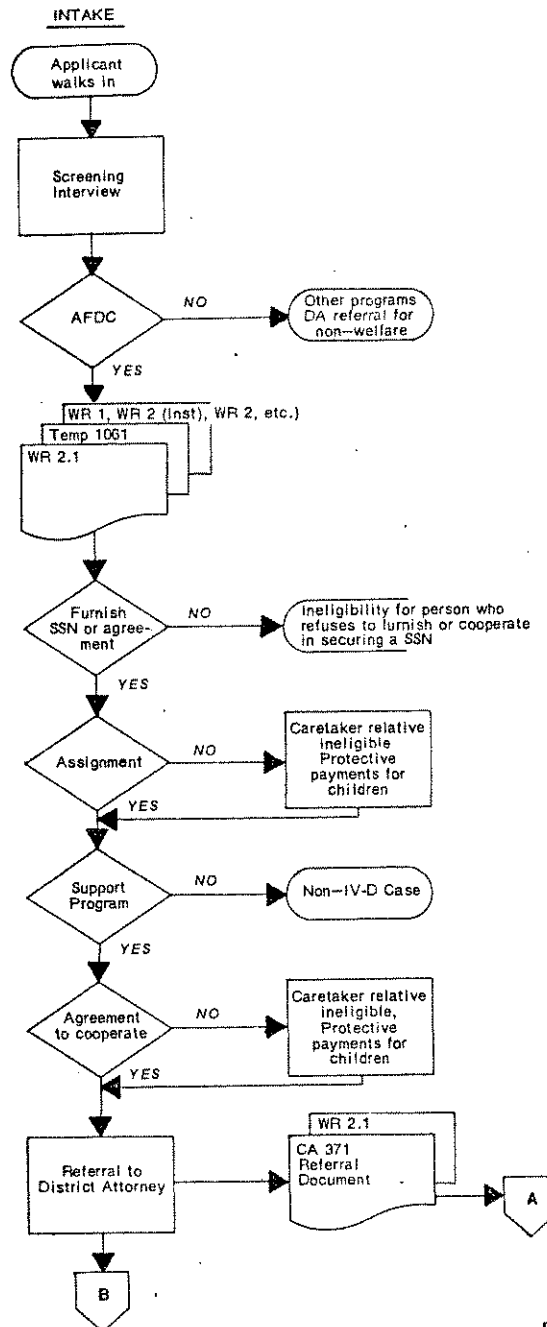 INTAKE
Applicant
walks in
Screening
Interview
AFDC
NO
Other programs
DA referral for
non—welfare
YES
WR 1, WR 2 (Inst), WR 2, etc.)
Temp 1061
WR 2.1
Furnish
SSN or agree-
ment
NO
Ineligibility for person who
refuses to furnish or cooperate
in securing a SSN
YES
Assignment
NO
Caretaker relative
ineligible
Protective
payments for
children
YES
Support
Program
NO
Non—IV-D Case
YES
Agreement
to cooperate
NO
Caretaker relative
ineligible,
Protective
payments for
children
YES
Referral to
District Attorney
WR 2.1
CA 371
Referral
Document
A
B